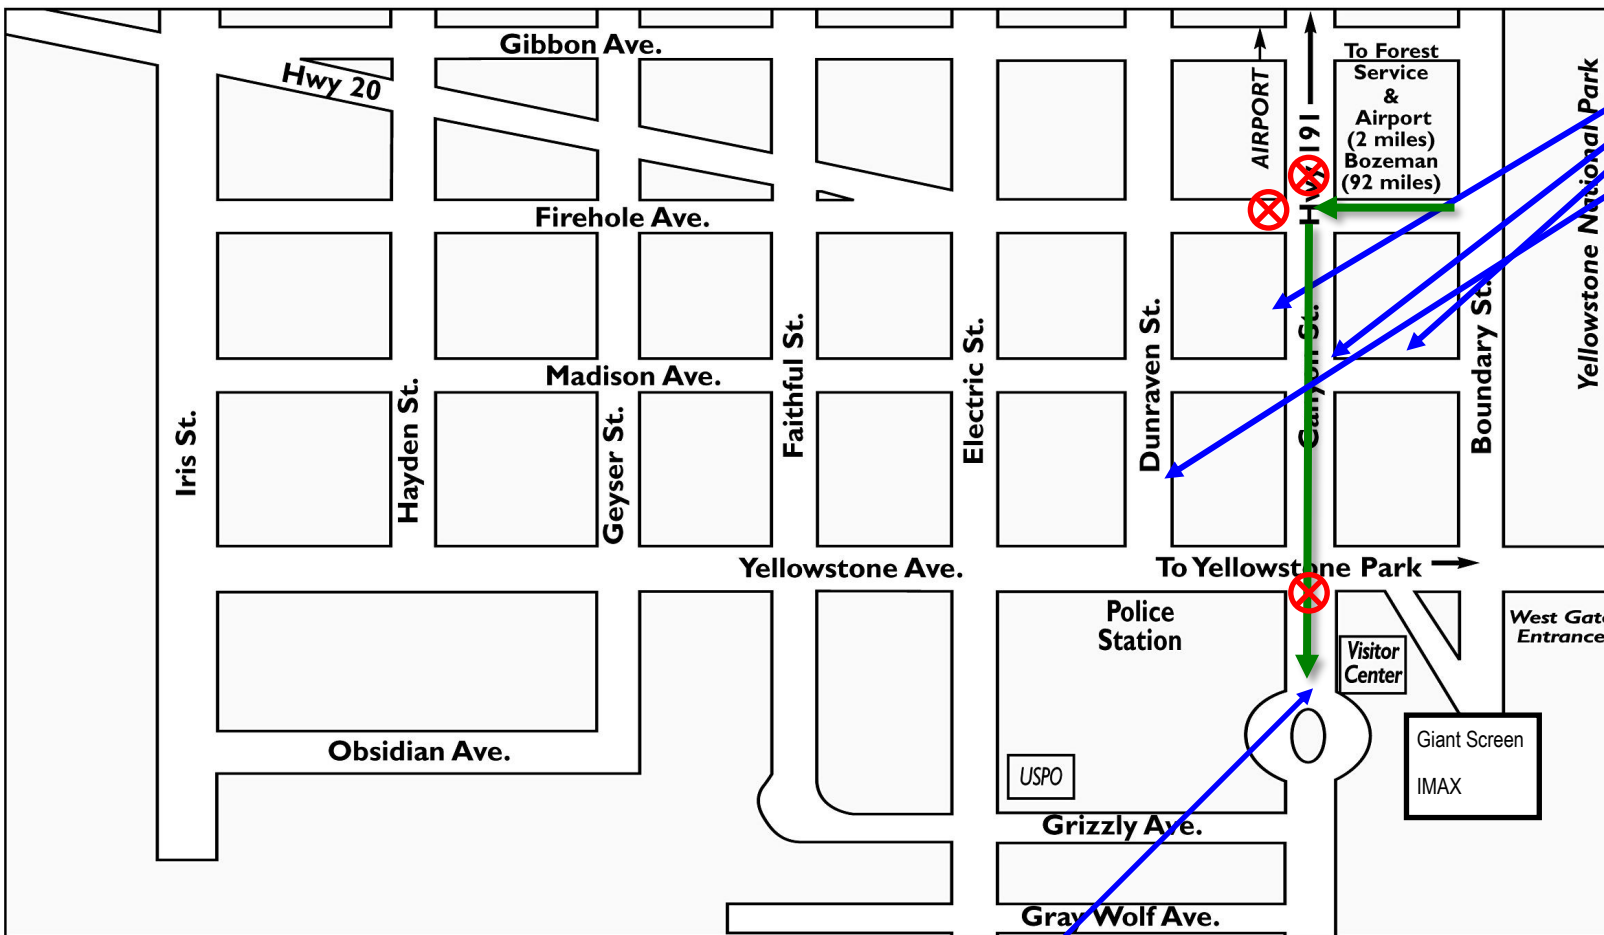 Gibbon Ave.
Hwy 20
AIRPORT
Hwy 191
To Forest
Service
&
Airport
(2 miles)
Bozeman
(92 miles)
Yellowstone National Park
Firehole Ave.
Madison Ave.
Iris St.
Hayden St.
Geyser St.
Faithful St.
Electric St.
Dunraven St.
Canyon St.
Boundary St.
Yellowstone Ave.
To Yellowstone Park
Police
Station
Visitor
Center
West Gate
Entrance
Giant Screen
IMAX
Obsidian Ave.
USPO
Grizzly Ave.
Gray Wolf Ave.